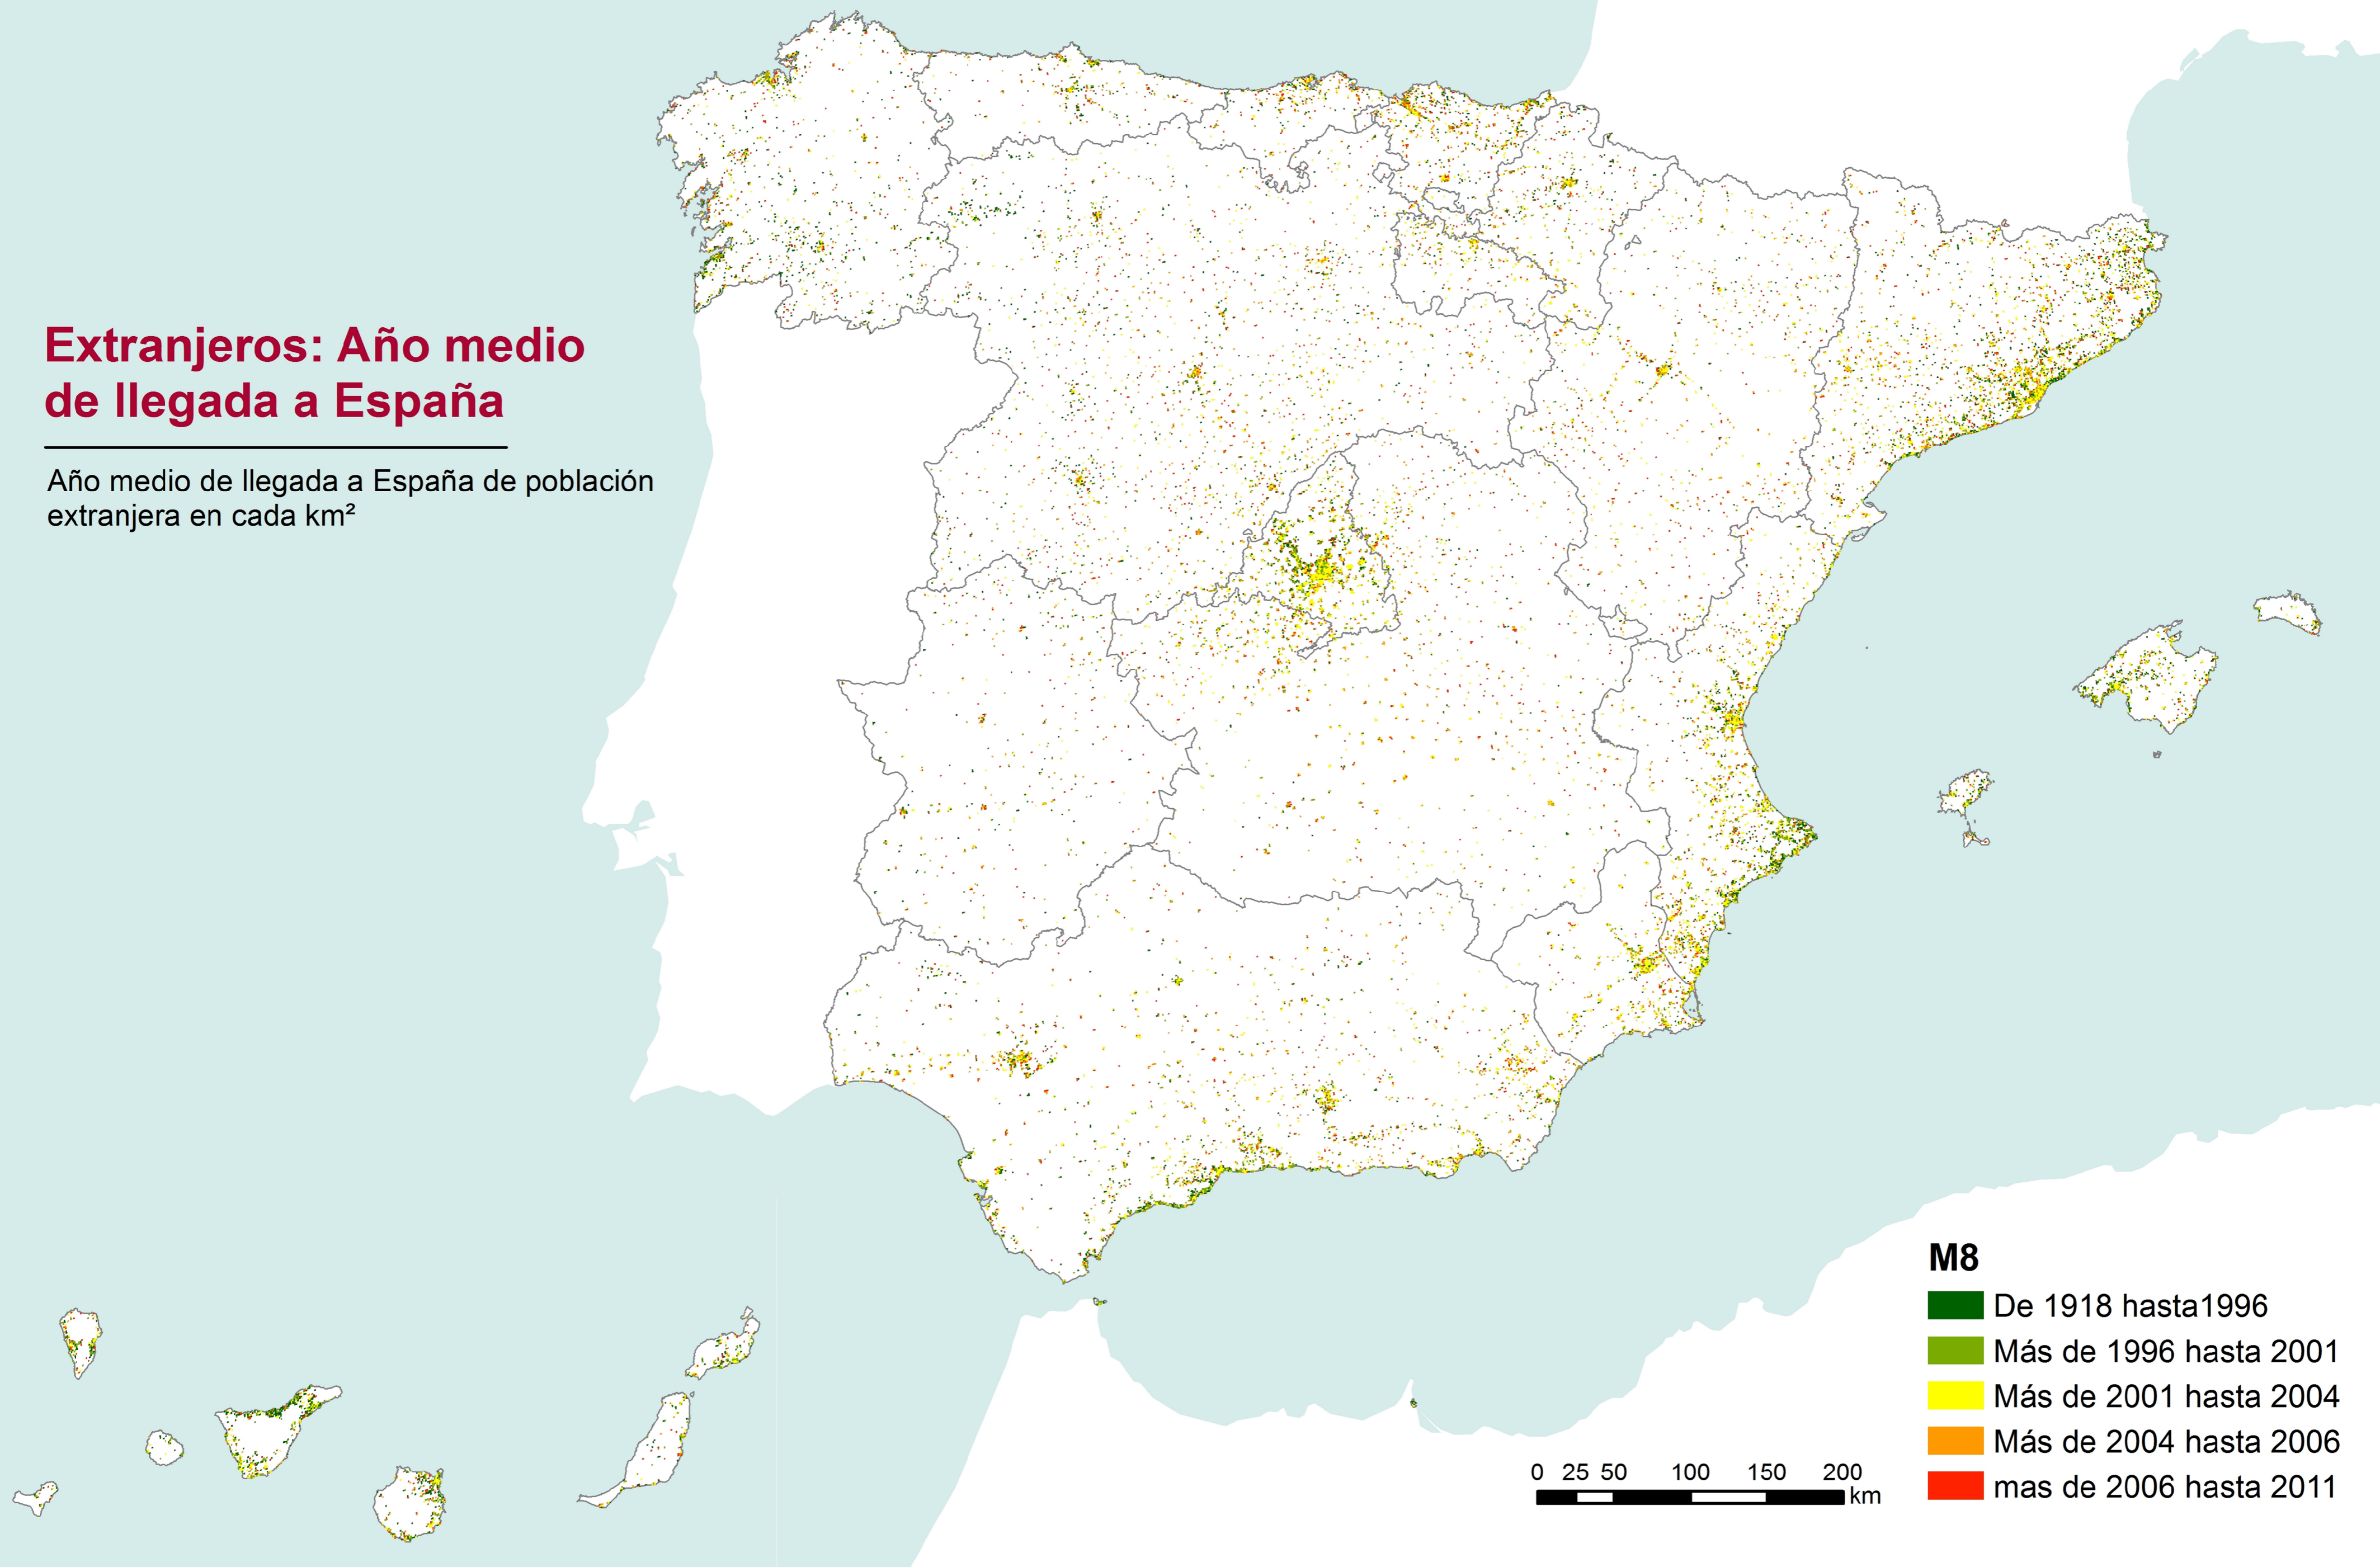 Extranjeros: Año medio
de llegada a España
Año medio de llegada a España de población
extranjera en cada km²
M8
De 1918 hasta1996
Más de 1996 hasta 2001
Más de 2001 hasta 2004
Más de 2004 hasta 2006
mas de 2006 hasta 2011
0 25 50 100 150 200
km